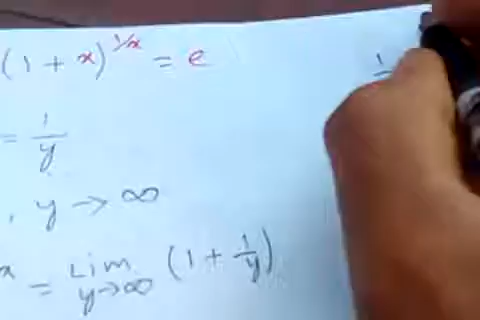 (1 + x)^{1/x} = e
= 1/y
, y → ∞
x = Lim y→∞ (1 + 1/y)